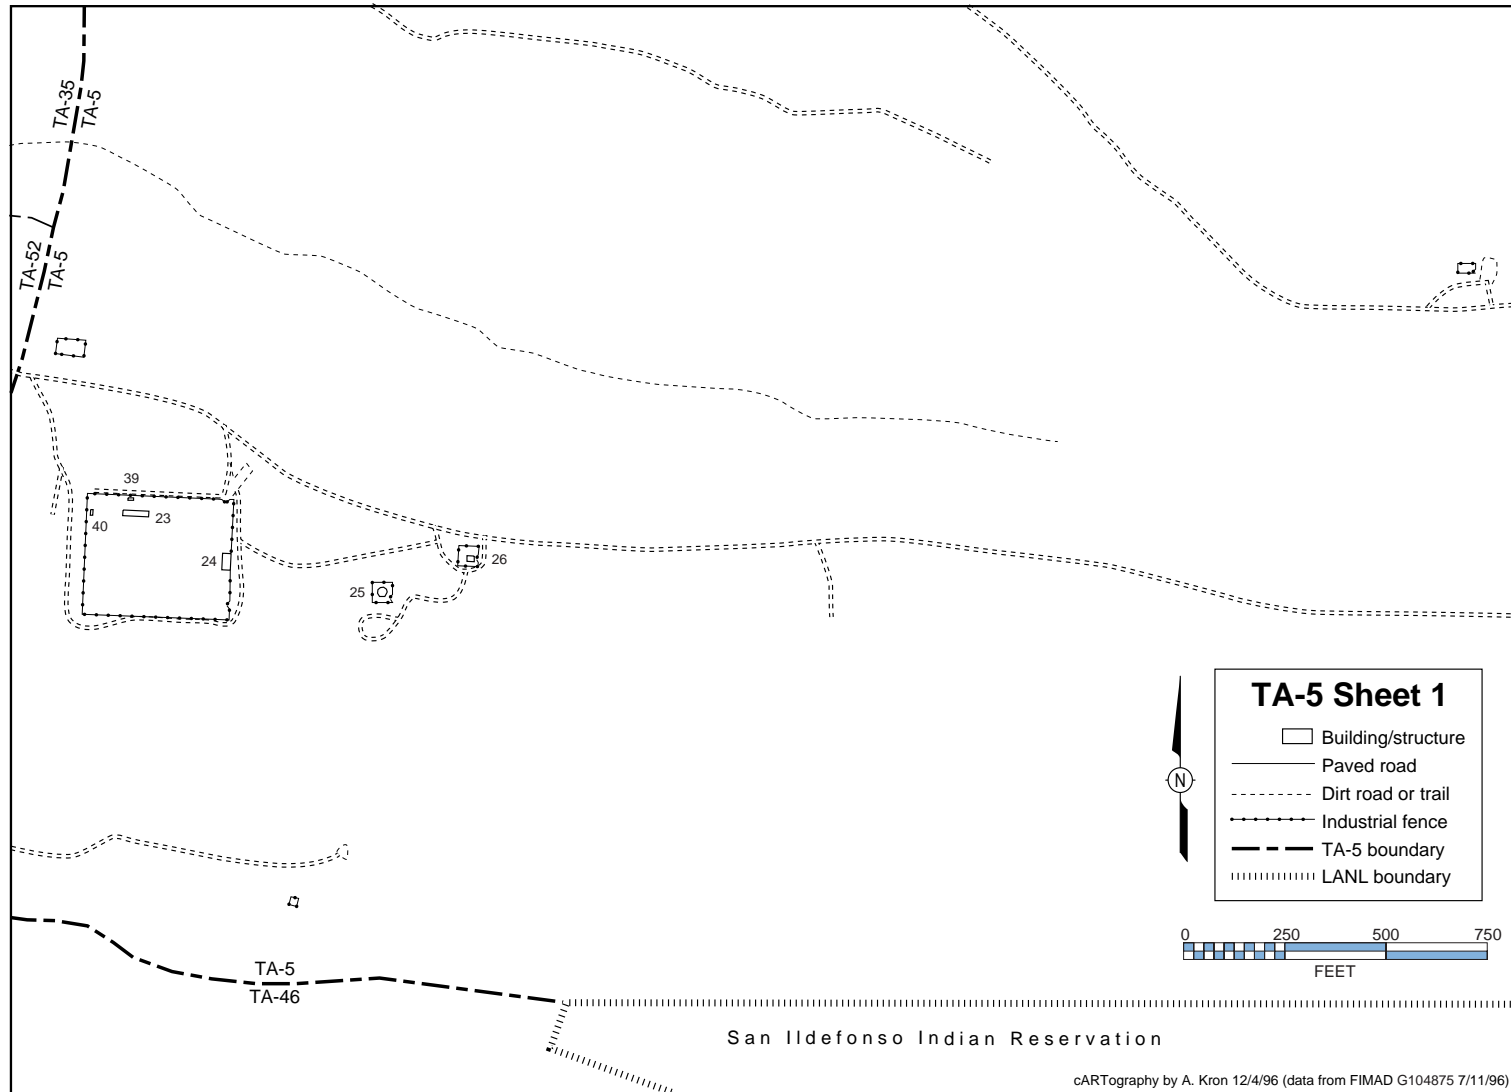 TA-35
TA-5
TA-52
TA-5
39
40
23
24
26
25
TA-5 Sheet 1
Building/structure
Paved road
N
Dirt road or trail
Industrial fence
TA-5 boundary
LANL boundary
0 250 500 750
FEET
TA-5
TA-46
San Ildefonso Indian Reservation
cARTography by A. Kron 12/4/96 (data from FIMAD G104875 7/11/96)